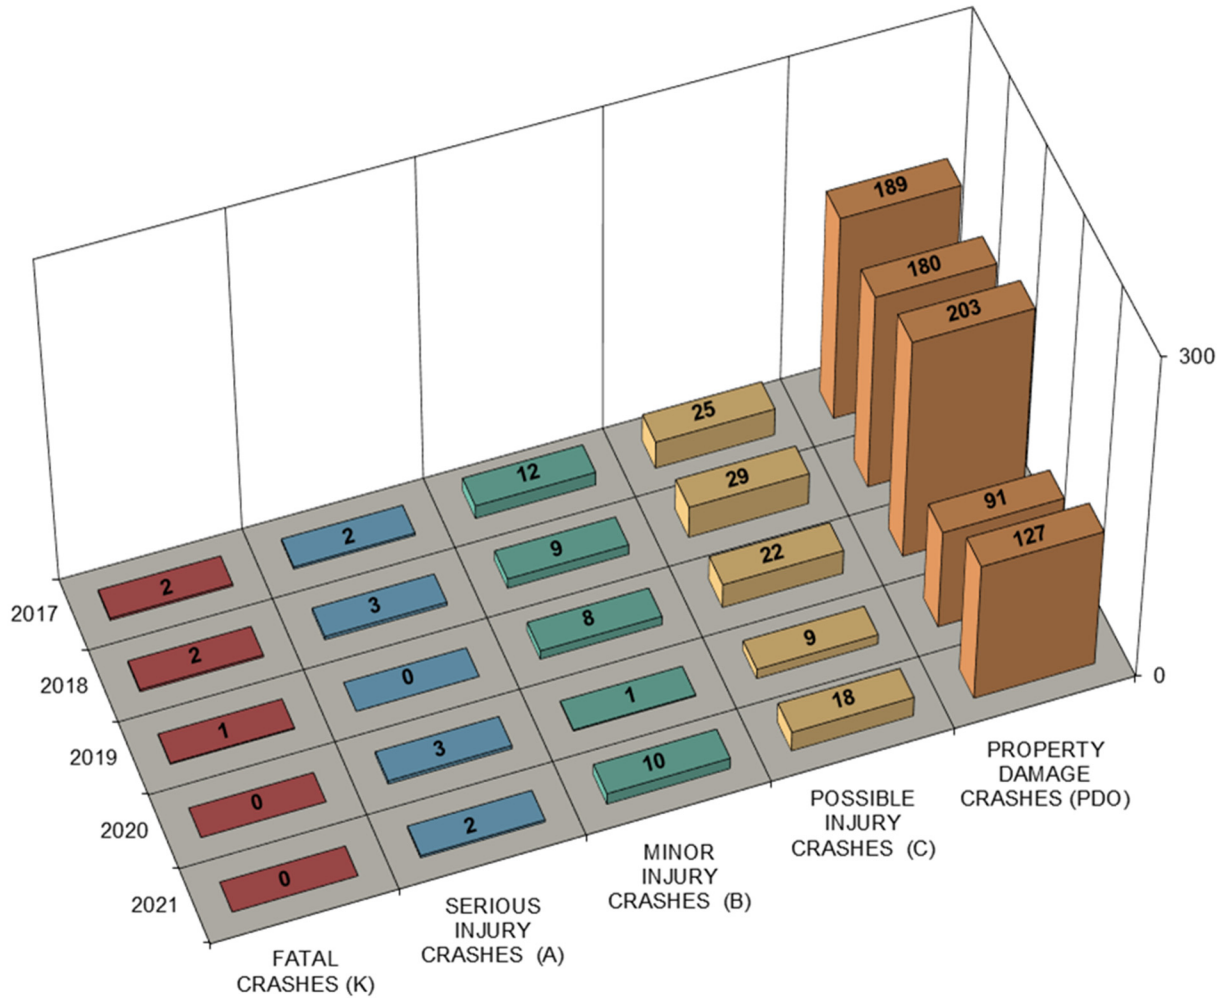 300
0
2017
2 2 12 25 189
2018
2 3 9 29 180
2019
1 0 8 22 203
2020
0 3 1 9 91
2021
0 2 10 18 127
FATAL
CRASHES (K)
SERIOUS
INJURY
CRASHES (A)
MINOR
INJURY
CRASHES (B)
POSSIBLE
INJURY
CRASHES (C)
PROPERTY
DAMAGE
CRASHES (PDO)